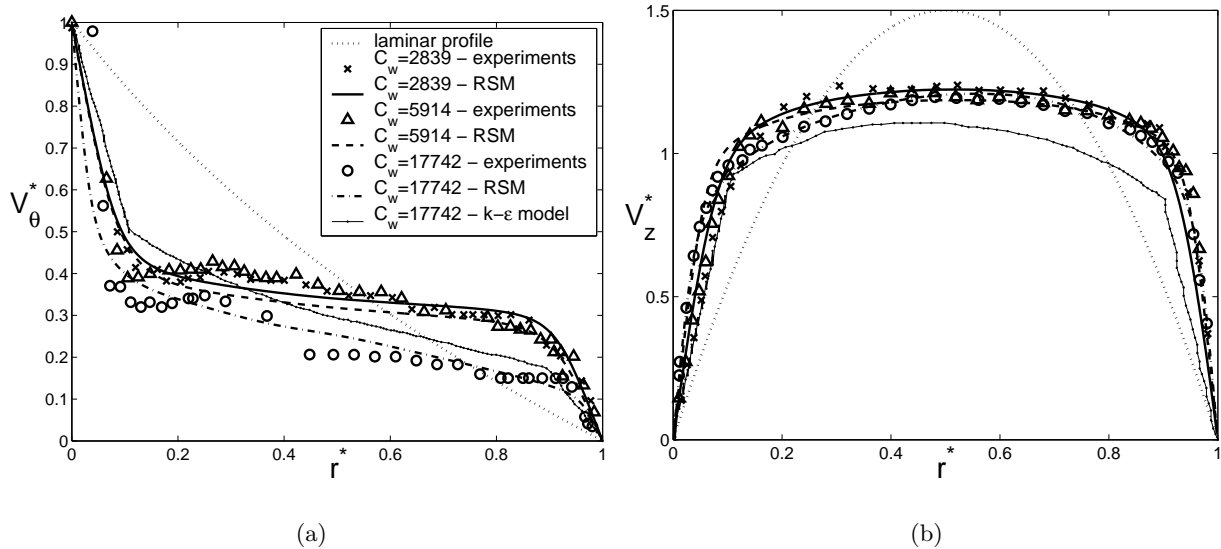 1
0.9
0.8
0.7
0.6
0.5
0.4
0.3
0.2
0.1
0
V*θ
0 0.2 0.4 0.6 0.8 1
r*
laminar profile
C_w=2839 – experiments
C_w=2839 – RSM
C_w=5914 – experiments
C_w=5914 – RSM
C_w=17742 – experiments
C_w=17742 – RSM
C_w=17742 – k–ε model
(a)
1.5
1
0.5
0
V*z
0 0.2 0.4 0.6 0.8 1
r*
(b)